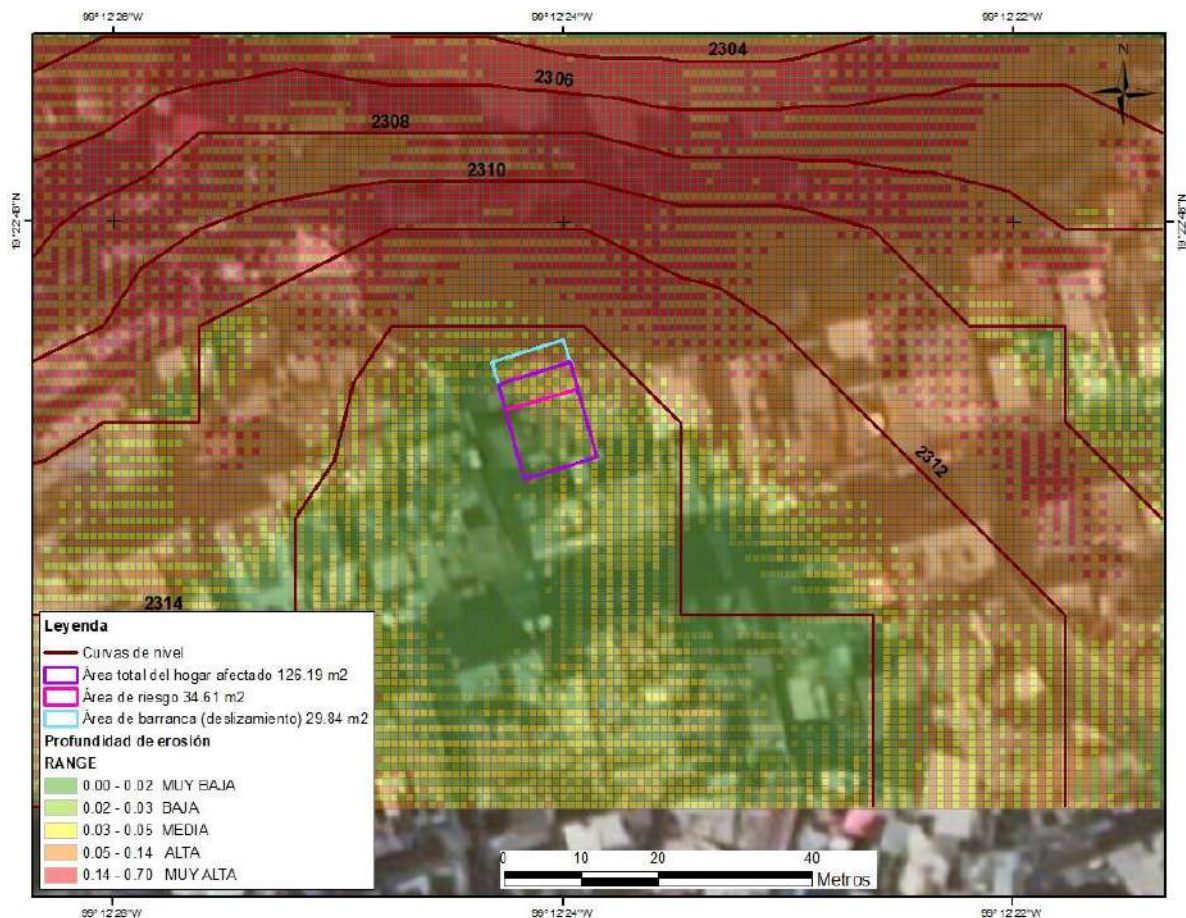 99°12'26"W 99°12'24"W 99°12'22"W
N
2304
2306
2308
2310
19°22'48"N 19°22'48"N
2312
2314
Leyenda
Curvas de nivel
Área total del hogar afectado 126.19 m2
Área de riesgo 34.61 m2
Área de barranca (deslizamiento) 29.84 m2
Profundidad de erosión
RANGE
0.00 - 0.02 MUY BAJA
0.02 - 0.03 BAJA
0.03 - 0.05 MEDIA
0.05 - 0.14 ALTA
0.14 - 0.70 MUY ALTA
0 10 20 40
Metros
99°12'26"W 99°12'24"W 99°12'22"W